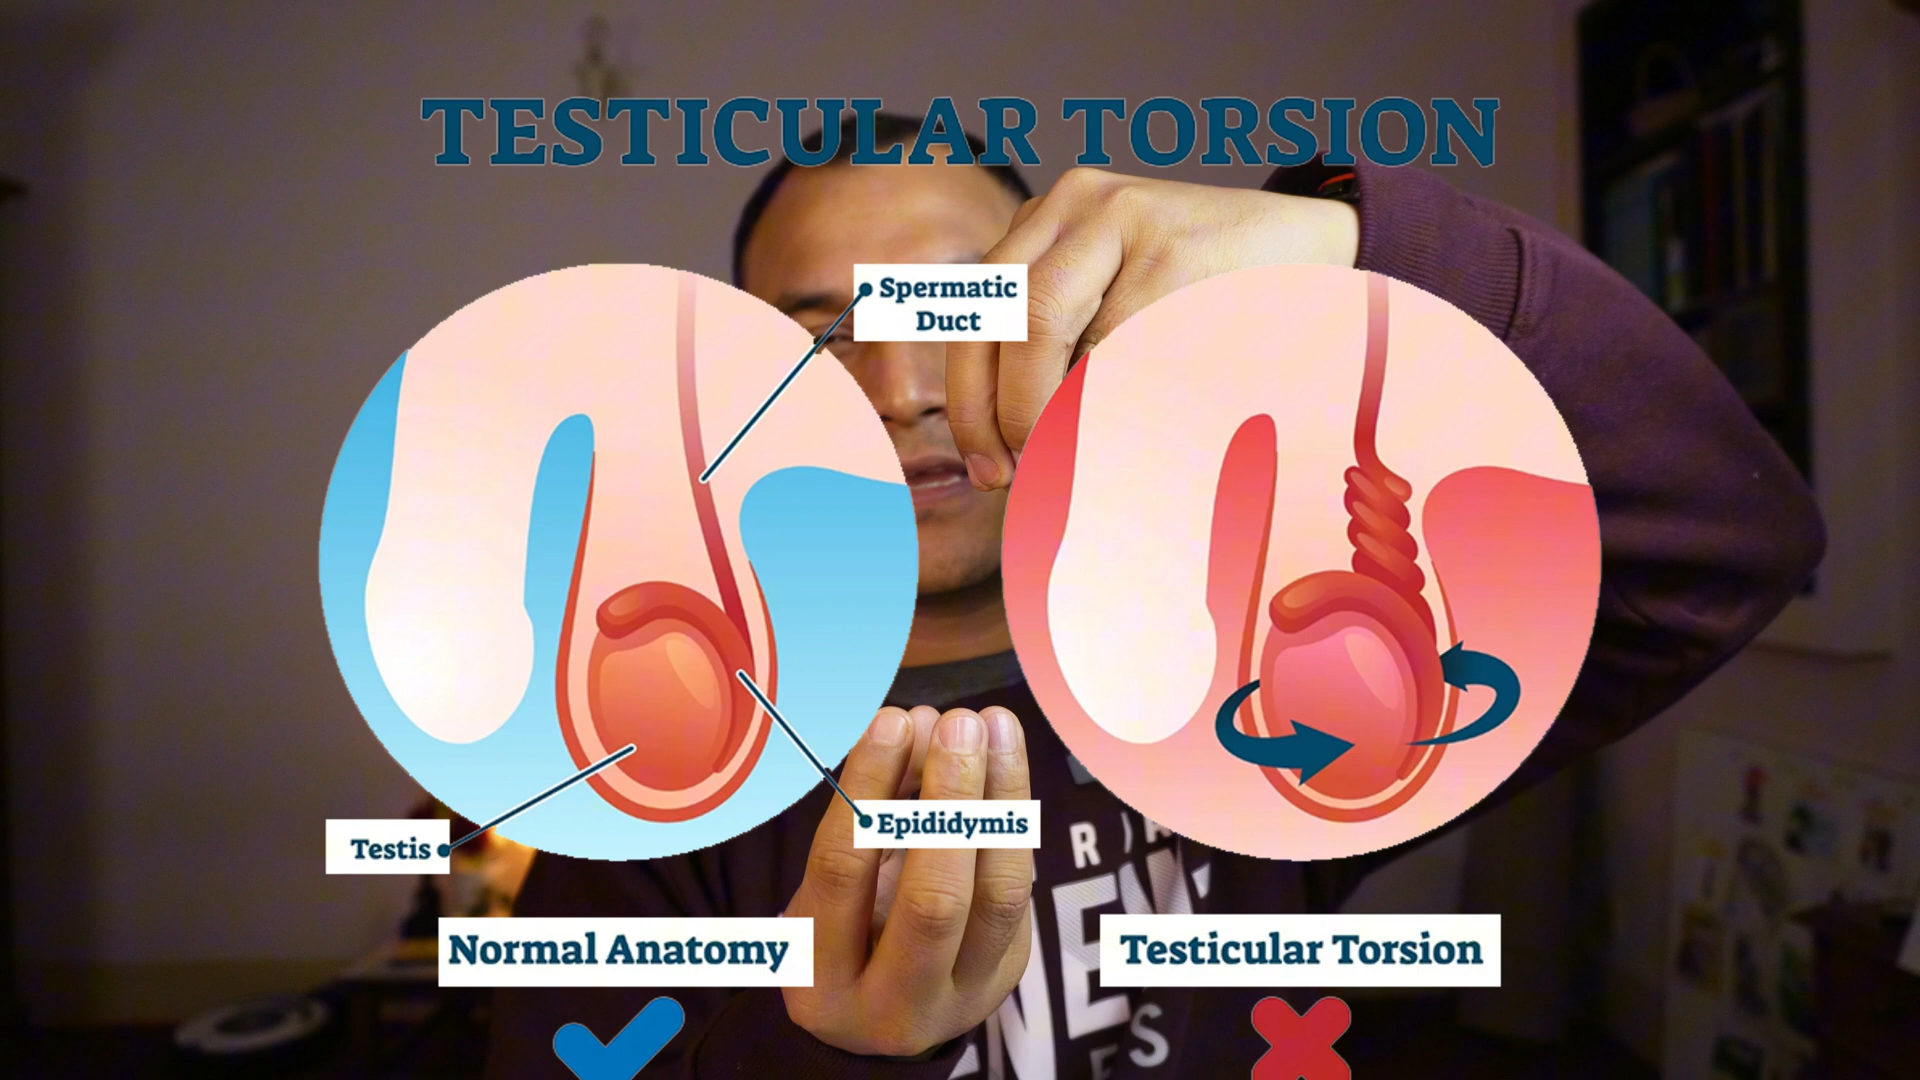 TESTICULAR TORSION
Spermatic
Duct
Testis
Epididymis
Normal Anatomy
Testicular Torsion